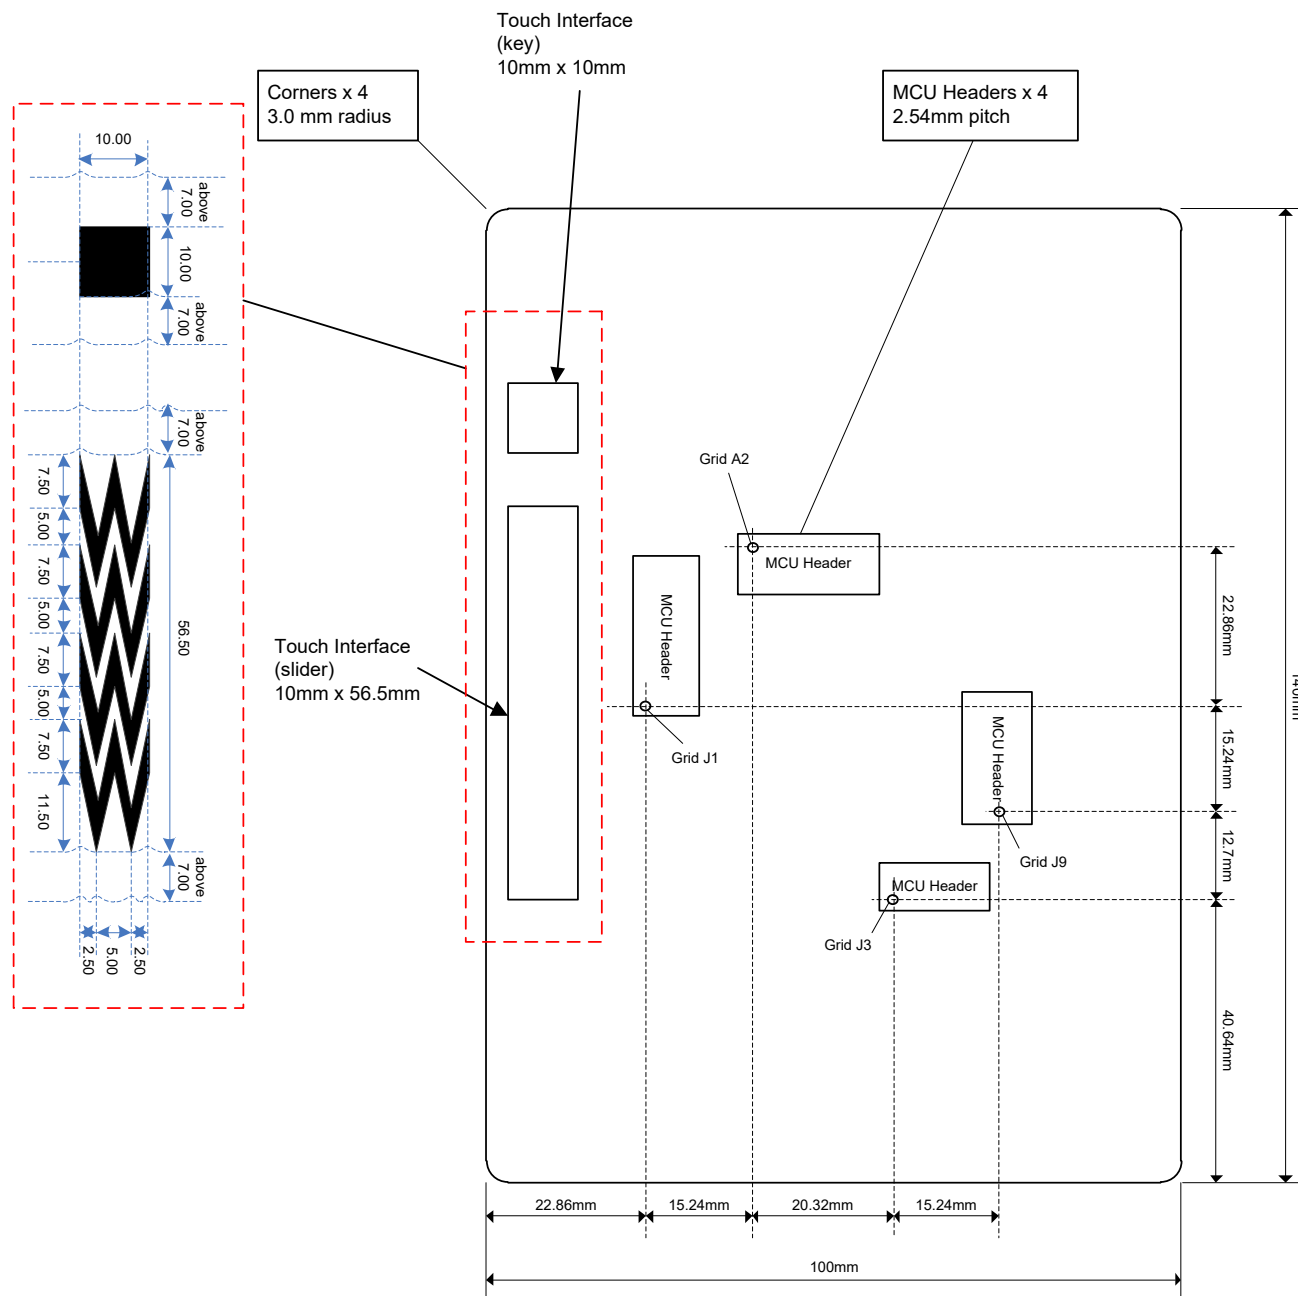 Touch Interface
(key)
10mm x 10mm
Corners x 4
3.0 mm radius
MCU Headers x 4
2.54mm pitch
10.00
above
7.00
10.00
above
7.00
above
7.00
7.50
5.00
7.50
5.00
7.50
5.00
7.50
11.50
56.50
above
7.00
2.50
5.00
2.50
Touch Interface
(slider)
10mm x 56.5mm
Grid A2
MCU Header
MCU Header
Grid J1
MCU Header
Grid J9
MCU Header
Grid J3
22.86mm
15.24mm
12.7mm
40.64mm
22.86mm
15.24mm
20.32mm
15.24mm
100mm